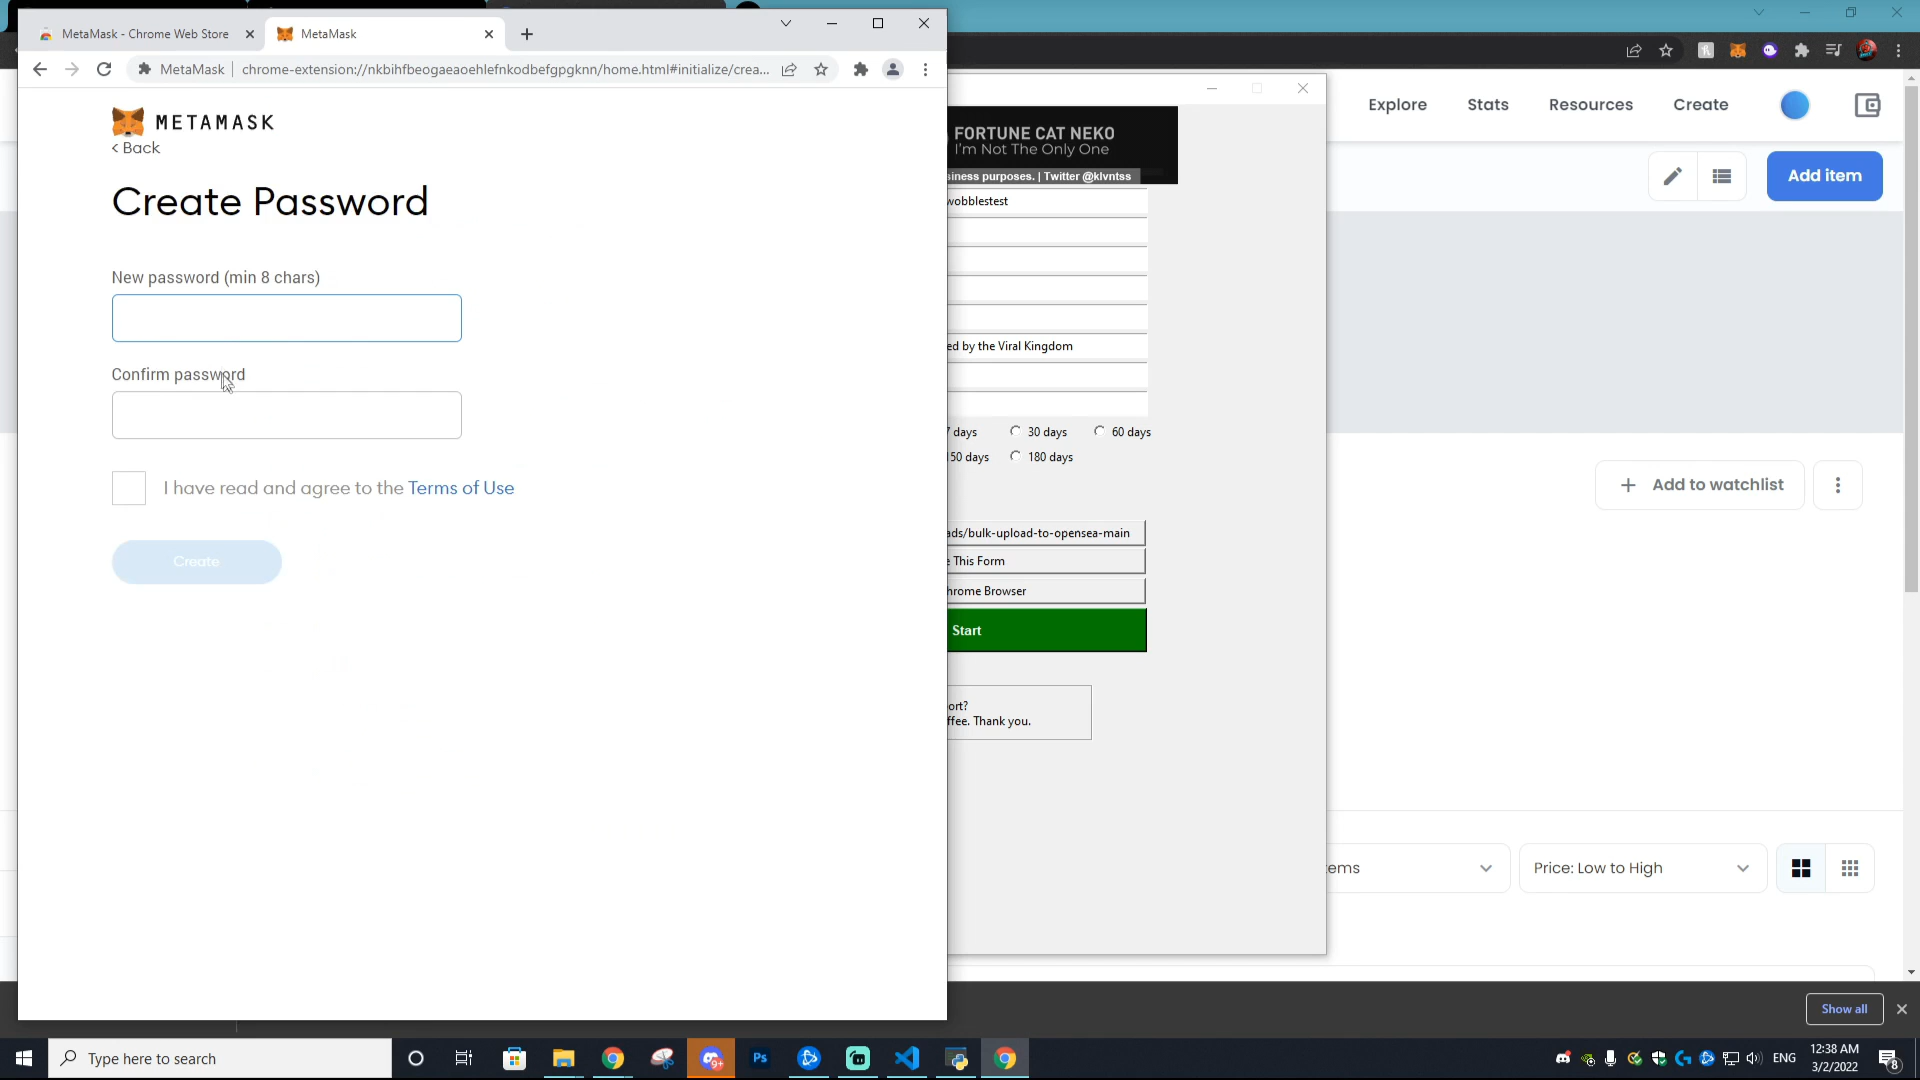 MetaMask - Chrome Web Store
MetaMask
MetaMask
chrome-extension://nkbihfbeogaeaoehlefnkodbefgpgknn/home.html#initialize/crea...
METAMASK
< Back
Create Password
New password (min 8 chars)
Confirm password
I have read and agree to the Terms of Use
Create
FORTUNE CAT NEKO
I'm Not The Only One
siness purposes. | Twitter @klvntss
wobblestest
ed by the Viral Kingdom
7 days
30 days
60 days
150 days
180 days
ads/bulk-upload-to-opensea-main
e This Form
hrome Browser
Start
ort?
ffee. Thank you.
Explore
Stats
Resources
Create
Add item
Add to watchlist
ems
Price: Low to High
Show all
Type here to search
9+
Ps
ENG
12:38 AM
3/2/2022
8